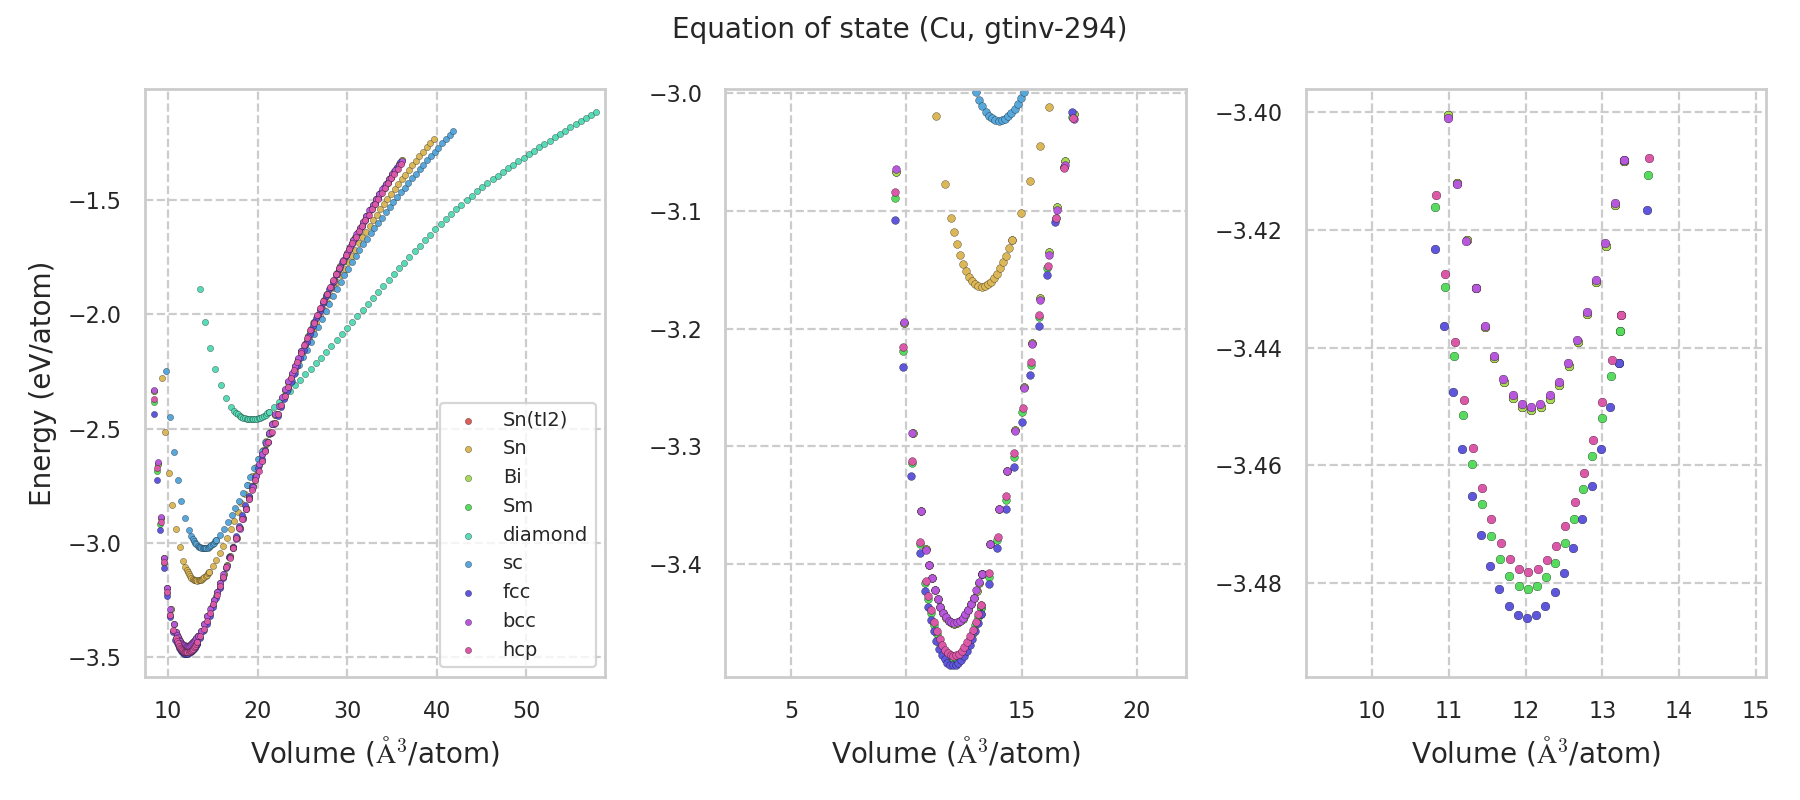 Equation of state (Cu, gtinv-294)
Energy (eV/atom)
−1.5
−2.0
−2.5
−3.0
−3.5
10 20 30 40 50
Volume (Å³/atom)
Sn(tI2)
Sn
Bi
Sm
diamond
sc
fcc
bcc
hcp
−3.0
−3.1
−3.2
−3.3
−3.4
5 10 15 20
Volume (Å³/atom)
−3.40
−3.42
−3.44
−3.46
−3.48
10 11 12 13 14 15
Volume (Å³/atom)